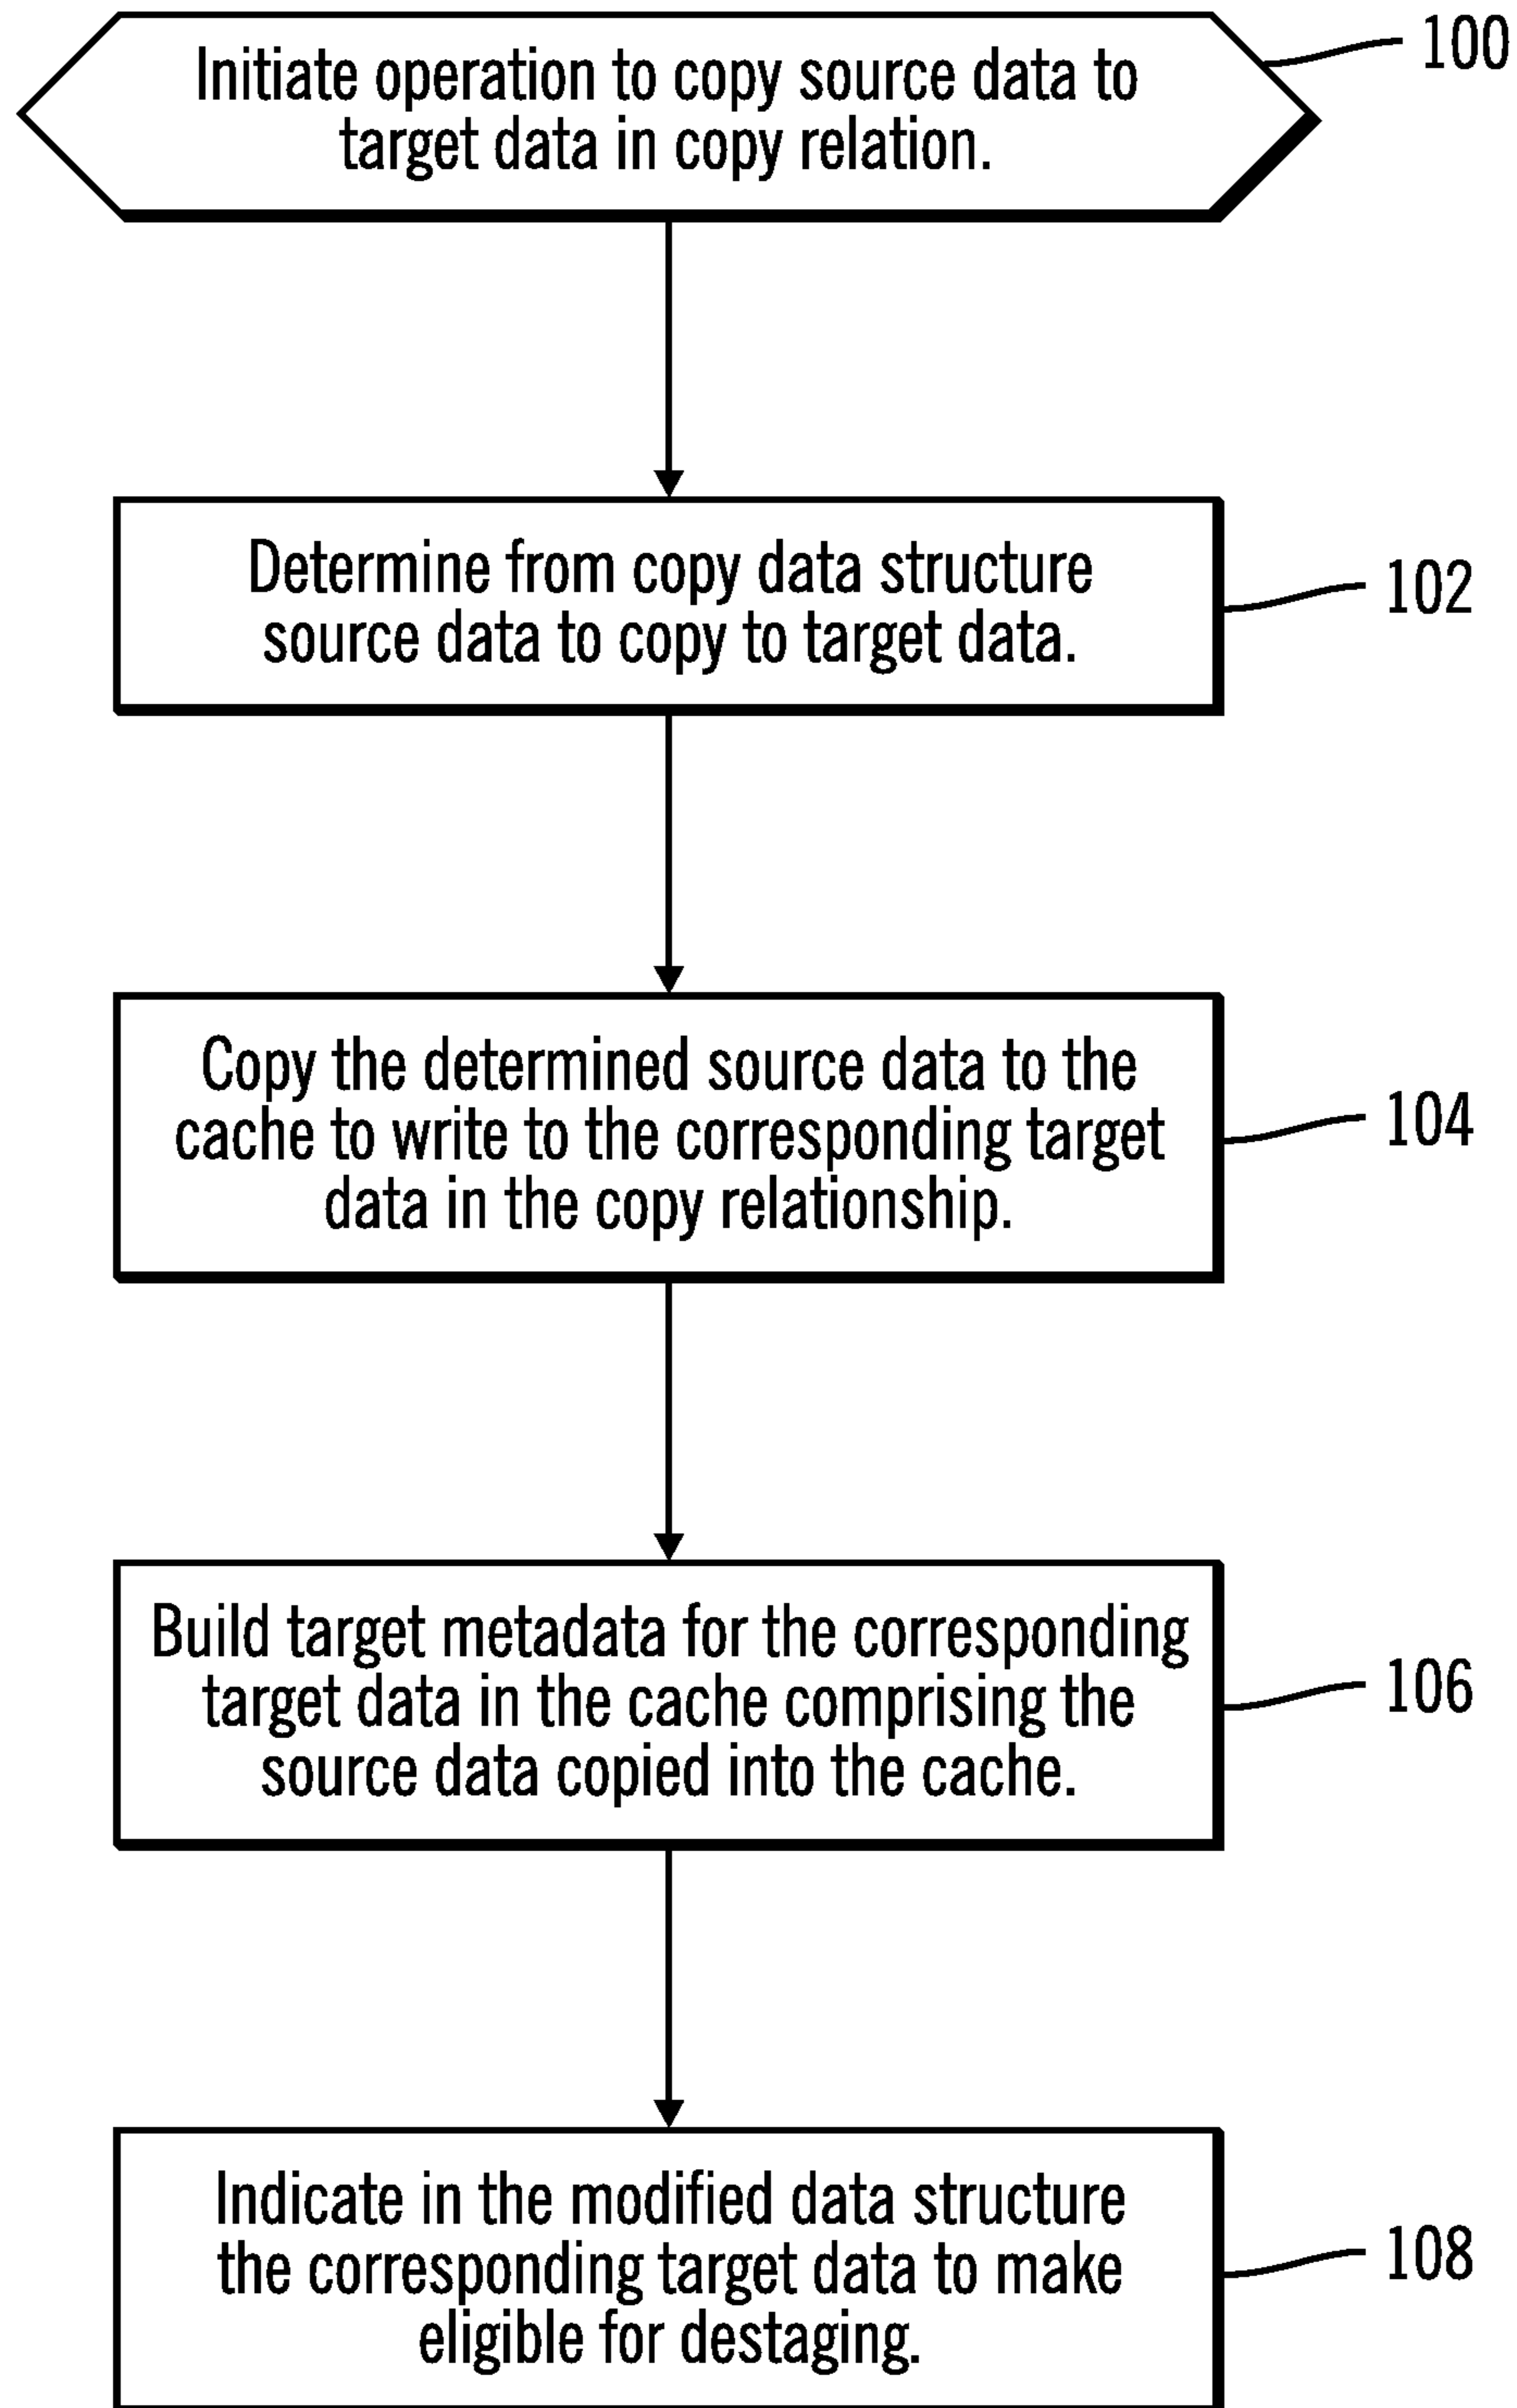 Initiate operation to copy source data to
target data in copy relation.
100
Determine from copy data structure
source data to copy to target data.
102
Copy the determined source data to the
cache to write to the corresponding target
data in the copy relationship.
104
Build target metadata for the corresponding
target data in the cache comprising the
source data copied into the cache.
106
Indicate in the modified data structure
the corresponding target data to make
eligible for destaging.
108